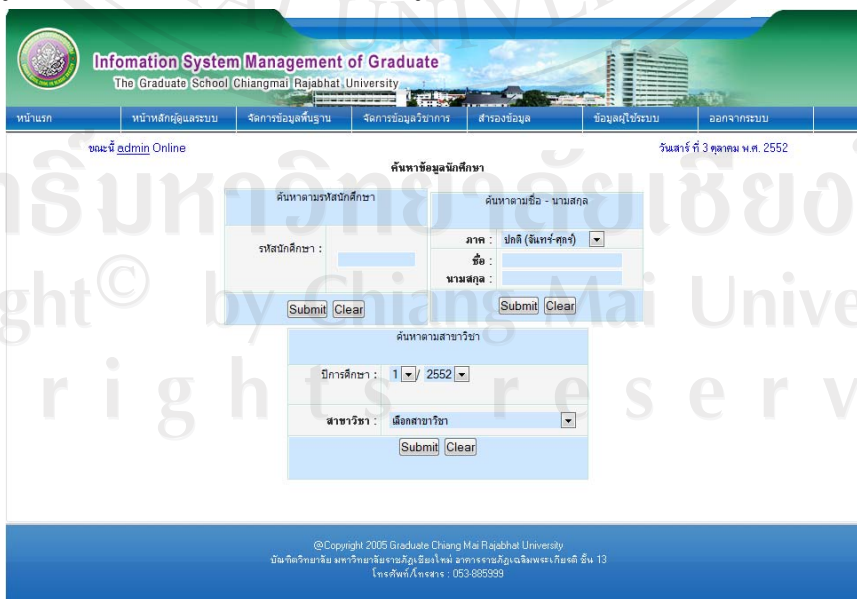 Infomation System Management of Graduate
The Graduate School Chiangmai Rajabhat University
หน้าแรก หน้าหลักผู้ดูแลระบบ จัดการข้อมูลพื้นฐาน จัดการข้อมูลวิชาการ สำรองข้อมูล ข้อมูลผู้ใช้ระบบ ออกจากระบบ
ขณะนี้ admin Online วันเสาร์ ที่ 3 ตุลาคม พ.ศ. 2552
ค้นหาข้อมูลนักศึกษา
ค้นหาตามรหัสนักศึกษา
รหัสนักศึกษา :
Submit Clear
ค้นหาตามชื่อ - นามสกุล
ภาค : ปกติ (จันทร์-ศุกร์)
ชื่อ :
นามสกุล :
Submit Clear
ค้นหาตามสาขาวิชา
ปีการศึกษา : 1 / 2552
สาขาวิชา : เลือกสาขาวิชา
Submit Clear
@Copyright 2005 Graduate Chiang Mai Rajabhat University
บัณฑิตวิทยาลัย มหาวิทยาลัยราชภัฏเชียงใหม่ อาคารราชภัฏเฉลิมพระเกียรติ ชั้น 13
โทรศัพท์/โทรสาร : 053-885999
© by Chiang Mai Unive
rights reserv